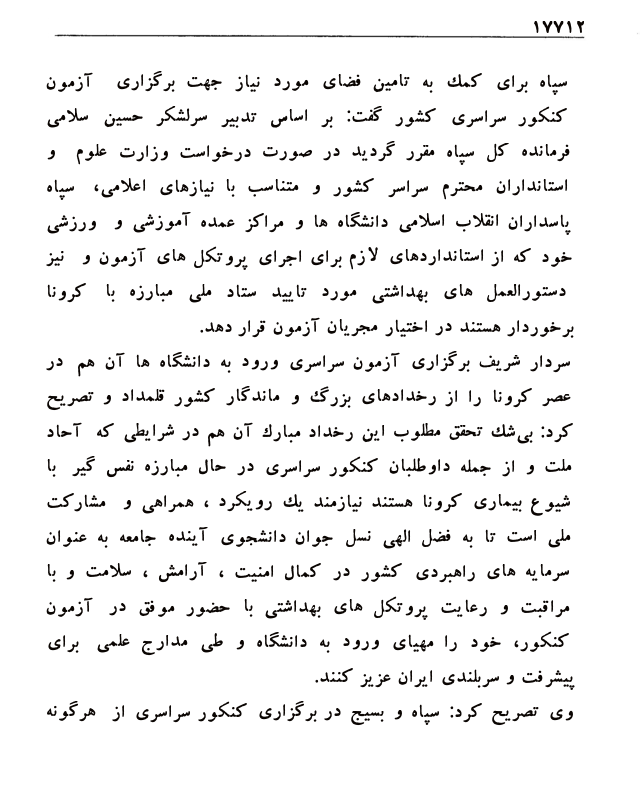 ۱۷۷۱۲
سپاه برای کمك به تامین فضای مورد نیاز جهت برگزاری آزمون
کنکور سراسری کشور گفت: بر اساس تدبیر سرلشکر حسین سلامی
فرمانده کل سپاه مقرر گردید در صورت درخواست وزارت علوم و
استانداران محترم سراسر کشور و متناسب با نیازهای اعلامی، سپاه
پاسداران انقلاب اسلامی دانشگاه ها و مراکز عمده آموزشی و ورزشی
خود که از استانداردهای لازم برای اجرای پروتکل های آزمون و نیز
دستورالعمل های بهداشتی مورد تایید ستاد ملی مبارزه با کرونا
برخوردار هستند در اختیار مجریان آزمون قرار دهد.
سردار شریف برگزاری آزمون سراسری ورود به دانشگاه ها آن هم در
عصر کرونا را از رخدادهای بزرگ و ماندگار کشور قلمداد و تصریح
کرد: بی‌شك تحقق مطلوب این رخداد مبارك آن هم در شرایطی که آحاد
ملت و از جمله داوطلبان کنکور سراسری در حال مبارزه نفس گیر با
شیوع بیماری کرونا هستند نیازمند یك رویکرد ، همراهی و مشارکت
ملی است تا به فضل الهی نسل جوان دانشجوی آینده جامعه به عنوان
سرمایه های راهبردی کشور در کمال امنیت ، آرامش ، سلامت و با
مراقبت و رعایت پروتکل های بهداشتی با حضور موفق در آزمون
کنکور، خود را مهیای ورود به دانشگاه و طی مدارج علمی برای
پیشرفت و سربلندی ایران عزیز کنند.
وی تصریح کرد: سپاه و بسیج در برگزاری کنکور سراسری از هرگونه